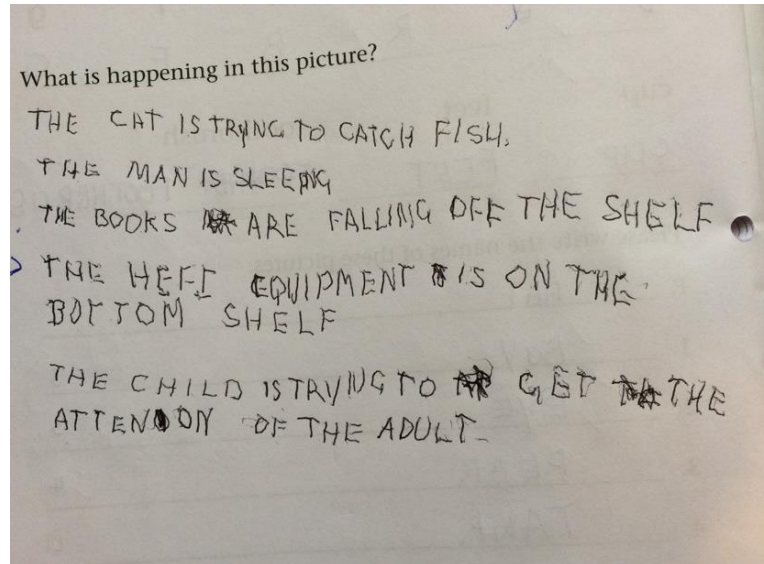 What is happening in this picture?
THE CAT IS TRYNG TO CATCH FISH.
THE MAN IS SLEEPNG
THE BOOKS ARE FALLING OFF THE SHELF
THE HEFI EQUIPMENT IS ON THE
BOTTOM SHELF
THE CHILD IS TRYNG TO GET THE
ATTENOON OF THE ADULT